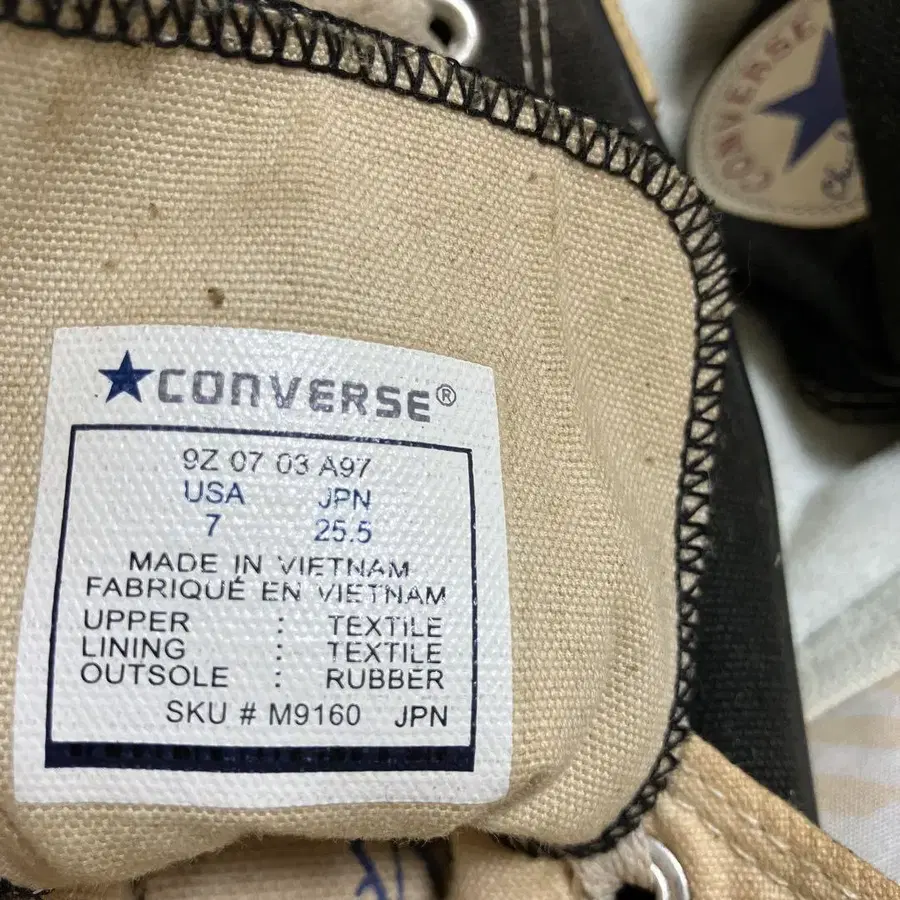 CONVERSE
CONVERSE®
9Z 07 03 A97
USA JPN
7 25.5
MADE IN VIETNAM
FABRIQUÉ EN VIETNAM
UPPER : TEXTILE
LINING : TEXTILE
OUTSOLE : RUBBER
SKU # M9160 JPN